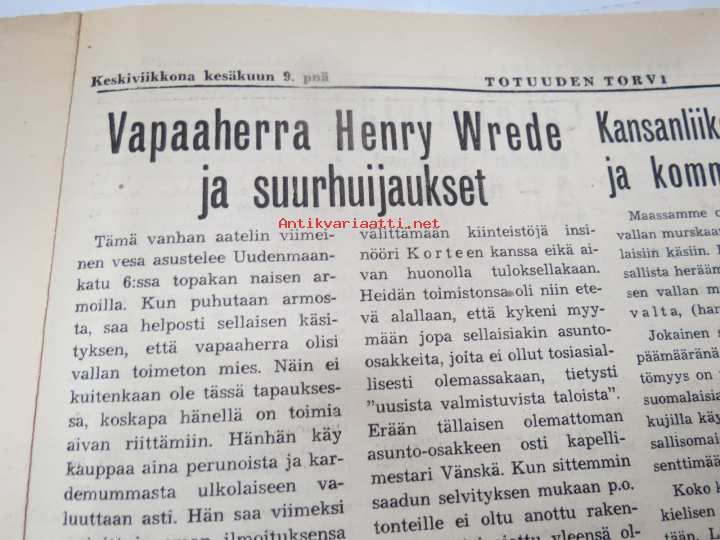 Keskiviikkona kesäkuun 9. pnä
TOTUUDEN TORVI
Vapaaherra Henry Wrede
ja suurhuijaukset
Antikvariaatti.net
Tämä vanhan aatelin viimei-
nen vesa asustelee Uudenmaan-
katu 6:ssa topakan naisen ar-
moilla. Kun puhutaan armos-
ta, saa helposti sellaisen käsi-
tyksen, että vapaaherra olisi
vallan toimeton mies. Näin ei
kuitenkaan ole tässä tapaukses-
sa, koskapa hänellä on toimia
aivan riittämiin. Hänhän käy
kauppaa aina perunoista ja kar-
demummasta ulkolaiseen va-
luuttaan asti. Hän saa viimeksi
ilmoituksensa
välittämään kiinteistöjä insi-
nööri Korteen kanssa eikä ai-
van huonolla tuloksellakaan.
Heidän toimistonsa oli niin ete-
vä alallaan, että kykeni myy-
mään jopa sellaisiakin asunto-
osakkeita, joita ei ollut tosiasial-
lisesti olemassakaan, tietysti
"uusista valmistuvista taloista".
Erään tällaisen olemattoman
asunto-osakkeen osti kapelli-
mestari Vänskä. Kun sittemmin
saadun selvityksen mukaan p.o.
tonteille ei oltu anottu raken-
yleensä ol-
Kansanliik
ja komm
Maassamme
vallan murskaa
laisiin käsiin.
sallista herääm
sen vallan m
valta, (har
Jokainen s
päämääränä
tömyys on
suomalaisia
kujilla käy
sallisomai
senttimää
Koko k
kielisen
tään. L